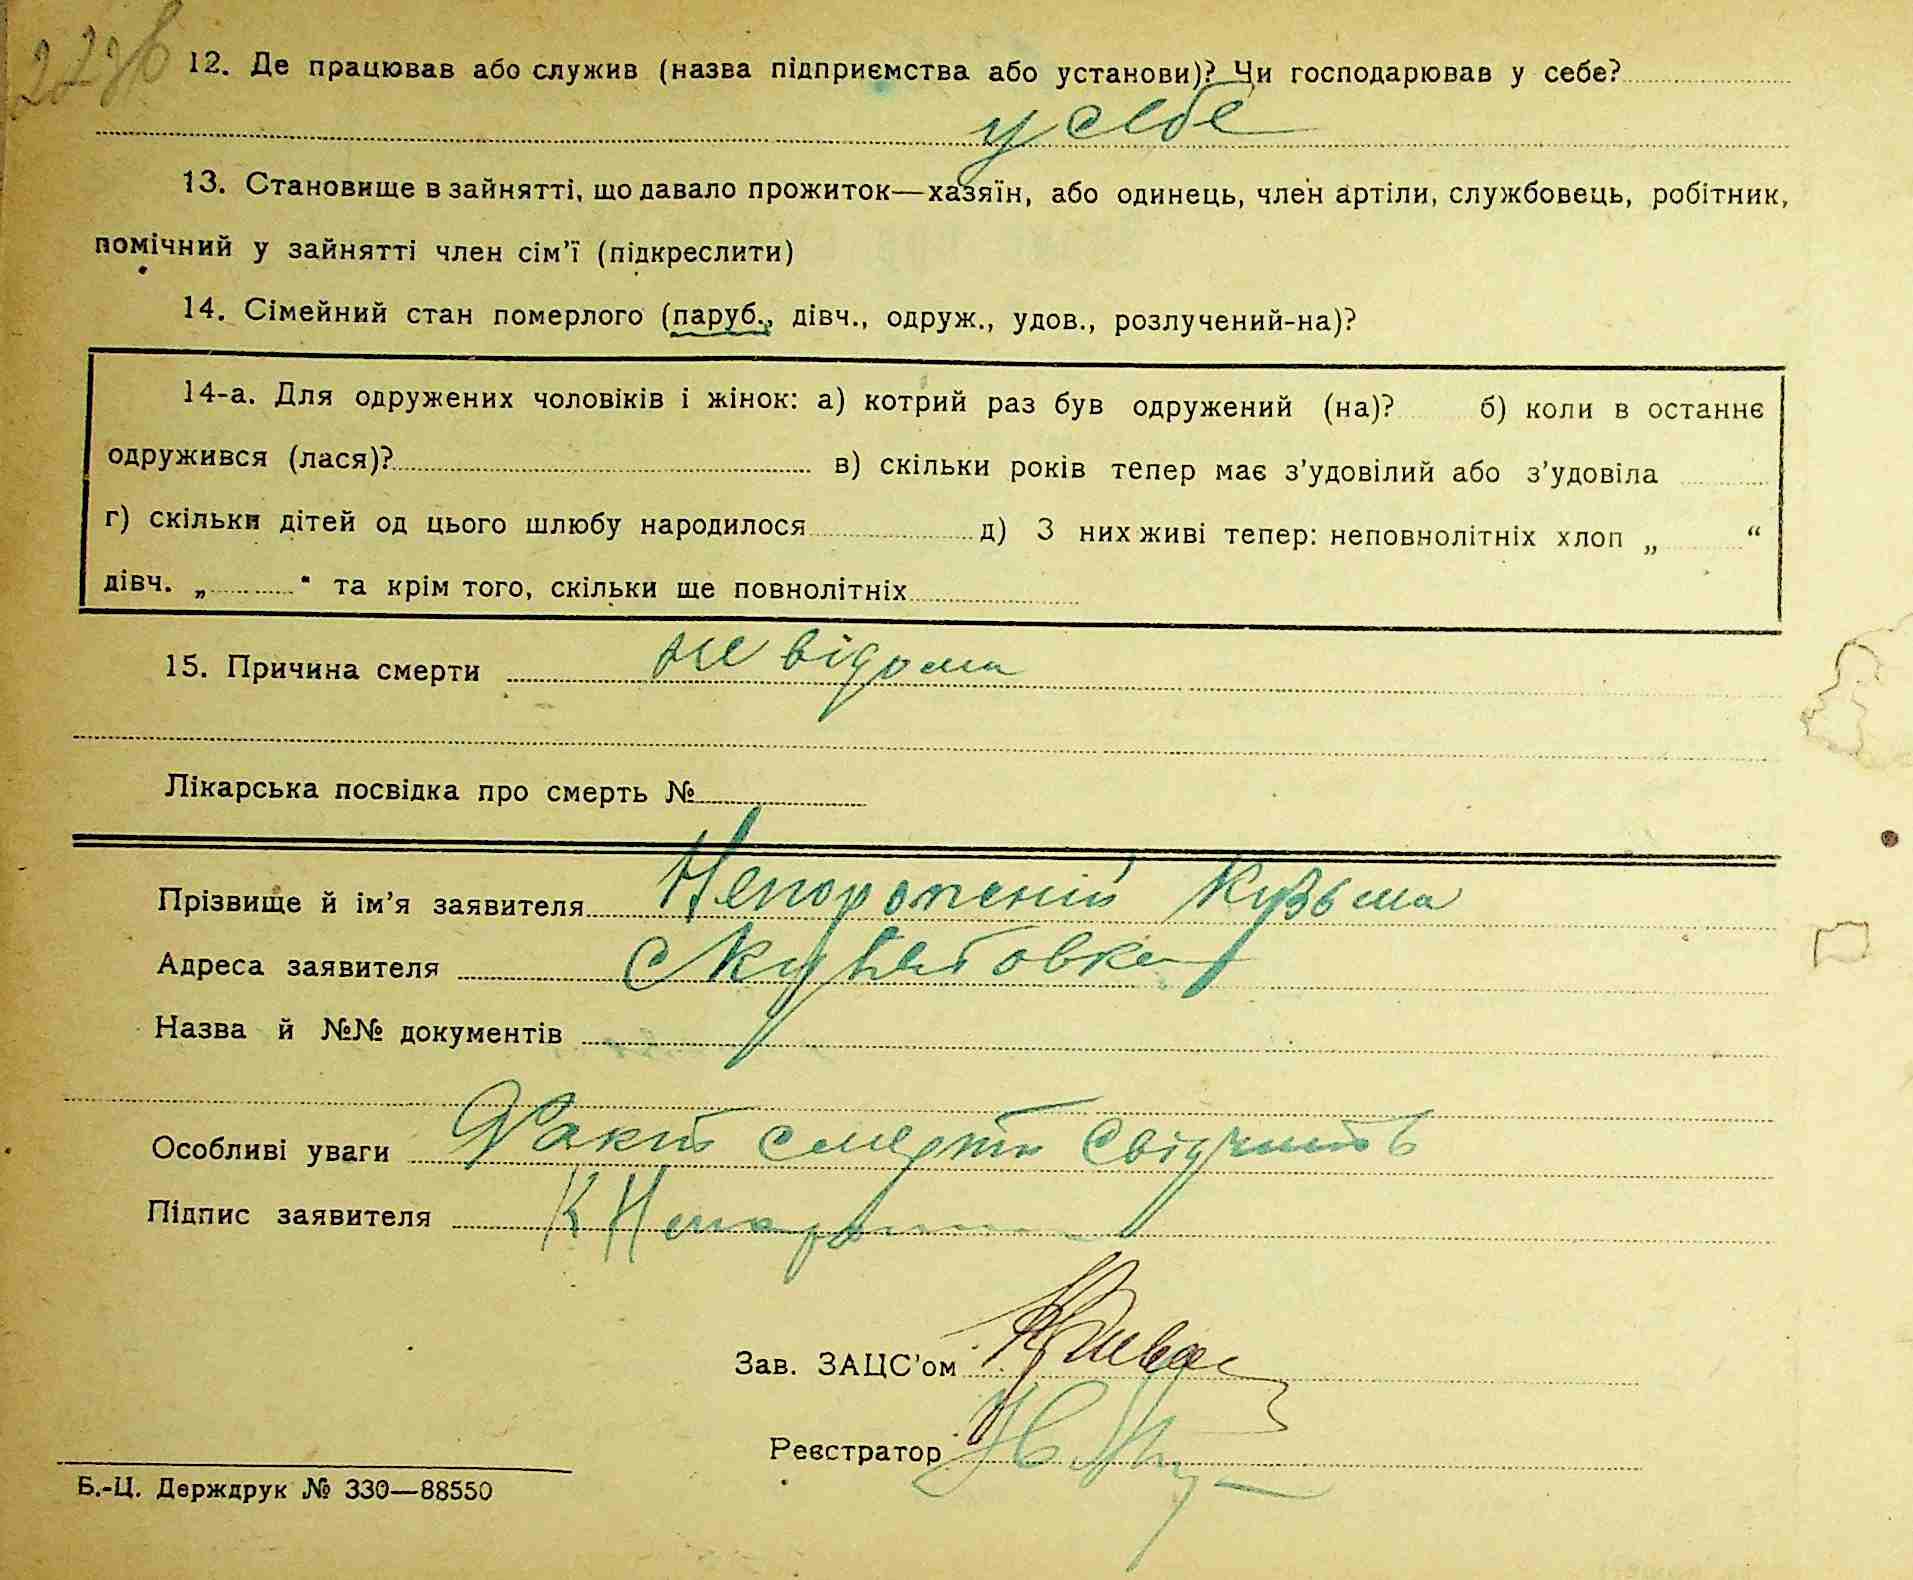 12. Де працював або служив (назва підприємства або установи)? Чи господарював у себе?
у себе
13. Становище в зайнятті, що давало прожиток—хазяїн, або одинець, член артіли, службовець, робітник,
помічний у зайнятті член сім'ї (підкреслити)
14. Сімейний стан померлого (паруб., дівч., одруж., удов., розлучений-на)?
14-а. Для одружених чоловіків і жінок: а) котрий раз був одружений (на)? б) коли в останнє
одружився (лася)? в) скільки років тепер має з'удовілий або з'удовіла
г) скільки дітей од цього шлюбу народилося д) З них живі тепер: неповнолітніх хлоп „ “
дівч. „ “ та крім того, скільки ще повнолітніх
15. Причина смерти не відома
Лікарська посвідка про смерть №
Прізвище й ім'я заявителя Непорожній Кузьма
Адреса заявителя с
Назва й №№ документів
Особливі уваги Факт смерти свідчить
Підпис заявителя К
Зав. ЗАЦС'ом
Реєстратор
Б.-Ц. Держдрук № 330—88550